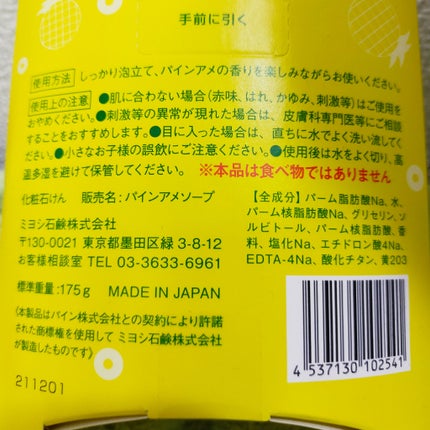 手前に引く
使用方法 しっかり泡立て、パインアメの香りを楽しみながらお使いください。
使用上の注意 ●肌に合わない場合(赤味、はれ、かゆみ、刺激等)はご使用を
おやめください。●刺激等の異常が現れた場合は、皮膚科専門医等にご相談
することをおすすめします。●目に入った場合は、直ちに水でよく洗い流してく
ださい。●小さなお子様の誤飲にご注意ください。●使用後は水をよく切り、高
温多湿を避けて保管してください。 ※本品は食べ物ではありません
化粧石けん 販売名:パインアメソープ
ミヨシ石鹸株式会社
〒130-0021 東京都墨田区緑3-8-12
お客様相談室 TEL 03-3633-6961
標準重量:175g MADE IN JAPAN
〈本製品はパイン株式会社との契約により許諾
された商標権を使用して ミヨシ石鹸株式会社
が製造したものです〉
211201
【全成分】パーム脂肪酸Na、水、
パーム核脂肪酸Na、グリセリン、ソ
ルビトール、パーム核脂肪酸、香
料、塩化Na、エチドロン酸4Na、
EDTA-4Na、酸化チタン、黄203
4 537130 102541